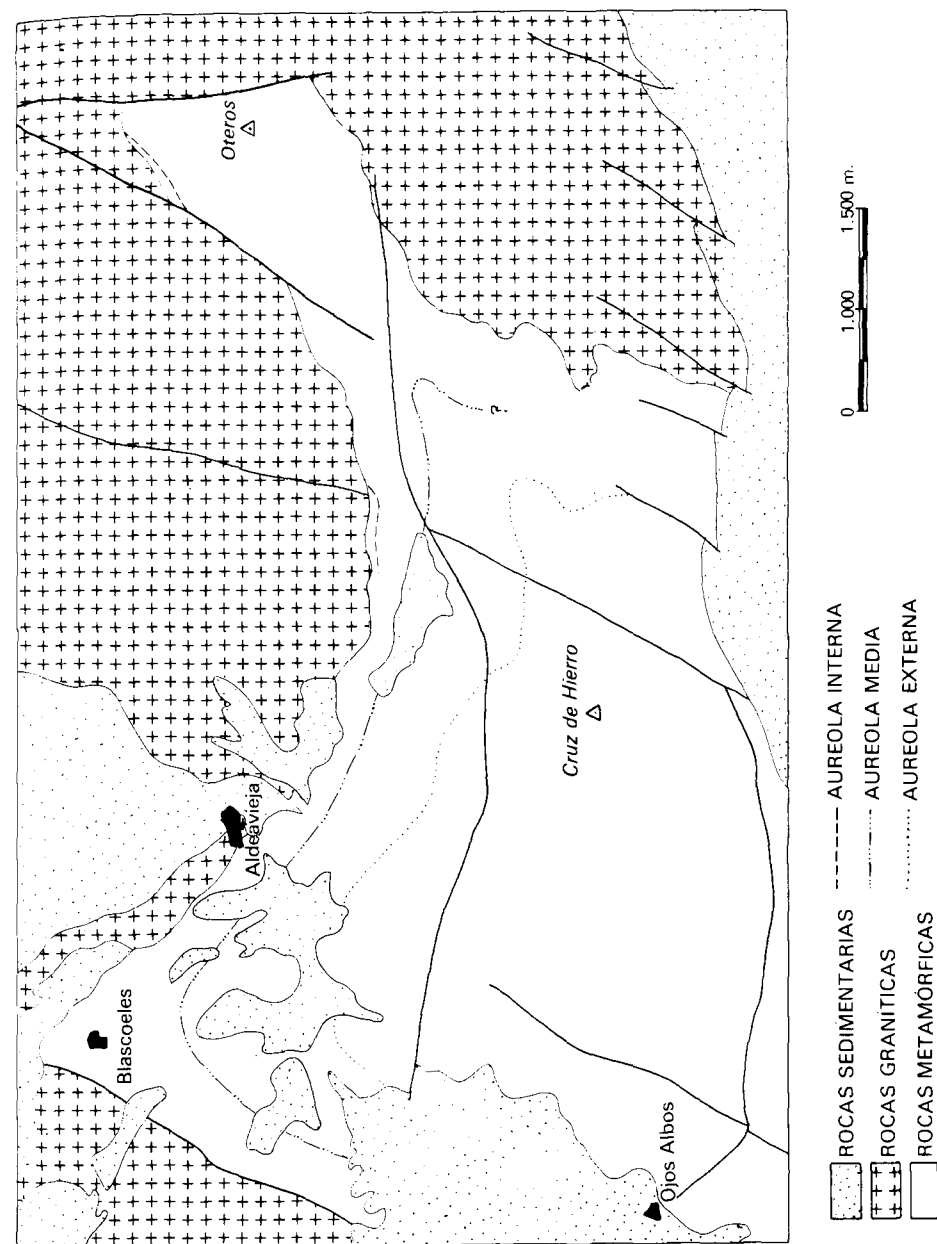 Oteros
Blascoeles
Aldeavieja
Cruz de Hierro
Ojos Albos
?
ROCAS SEDIMENTARIAS
ROCAS GRANITICAS
ROCAS METAMÓRFICAS
AUREOLA INTERNA
AUREOLA MEDIA
AUREOLA EXTERNA
0 1.000 1.500 m.